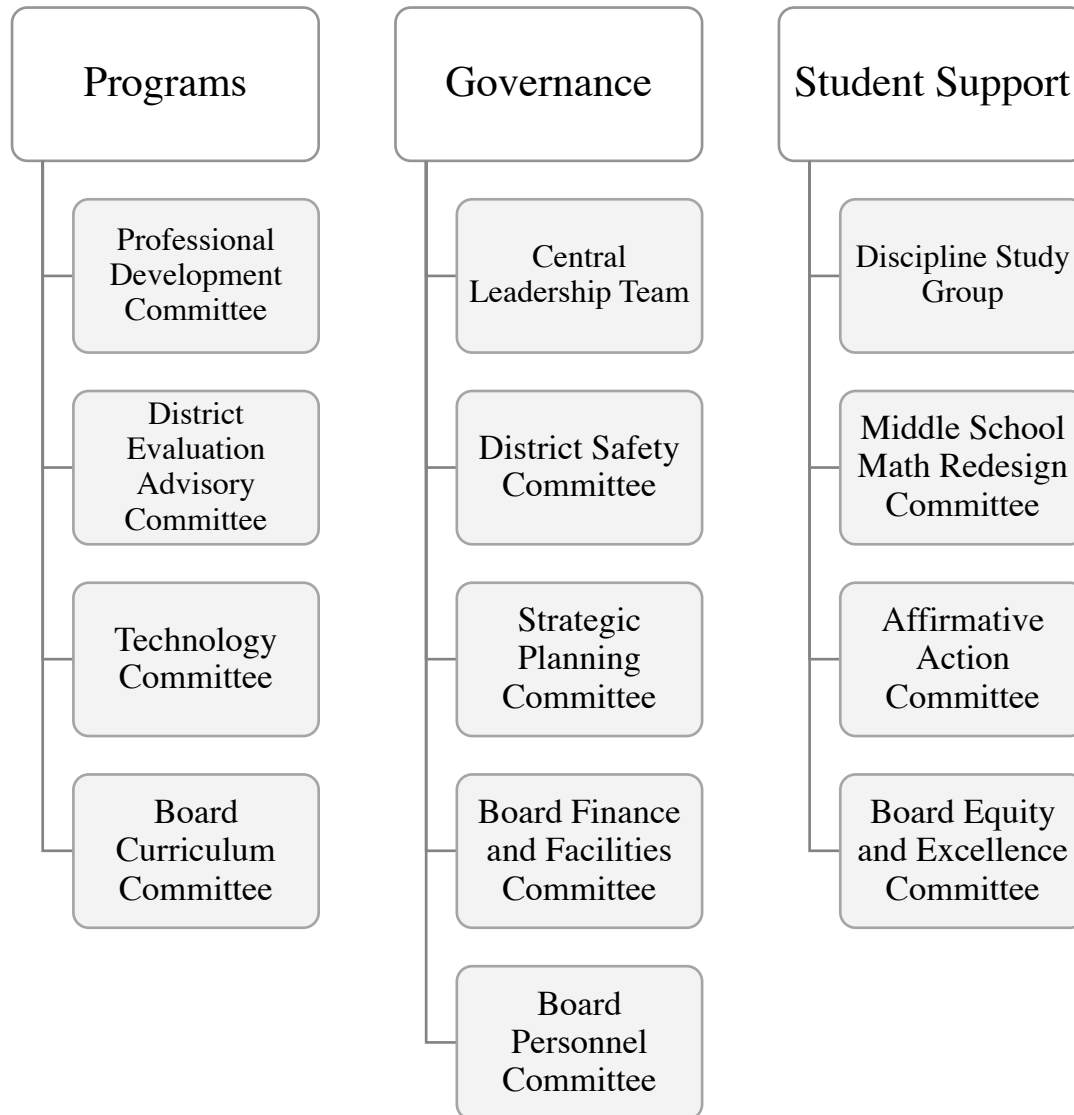 Programs
Professional
Development
Committee
District
Evaluation
Advisory
Committee
Technology
Committee
Board
Curriculum
Committee
Governance
Central
Leadership Team
District Safety
Committee
Strategic
Planning
Committee
Board Finance
and Facilities
Committee
Board
Personnel
Committee
Student Support
Discipline Study
Group
Middle School
Math Redesign
Committee
Affirmative
Action
Committee
Board Equity
and Excellence
Committee